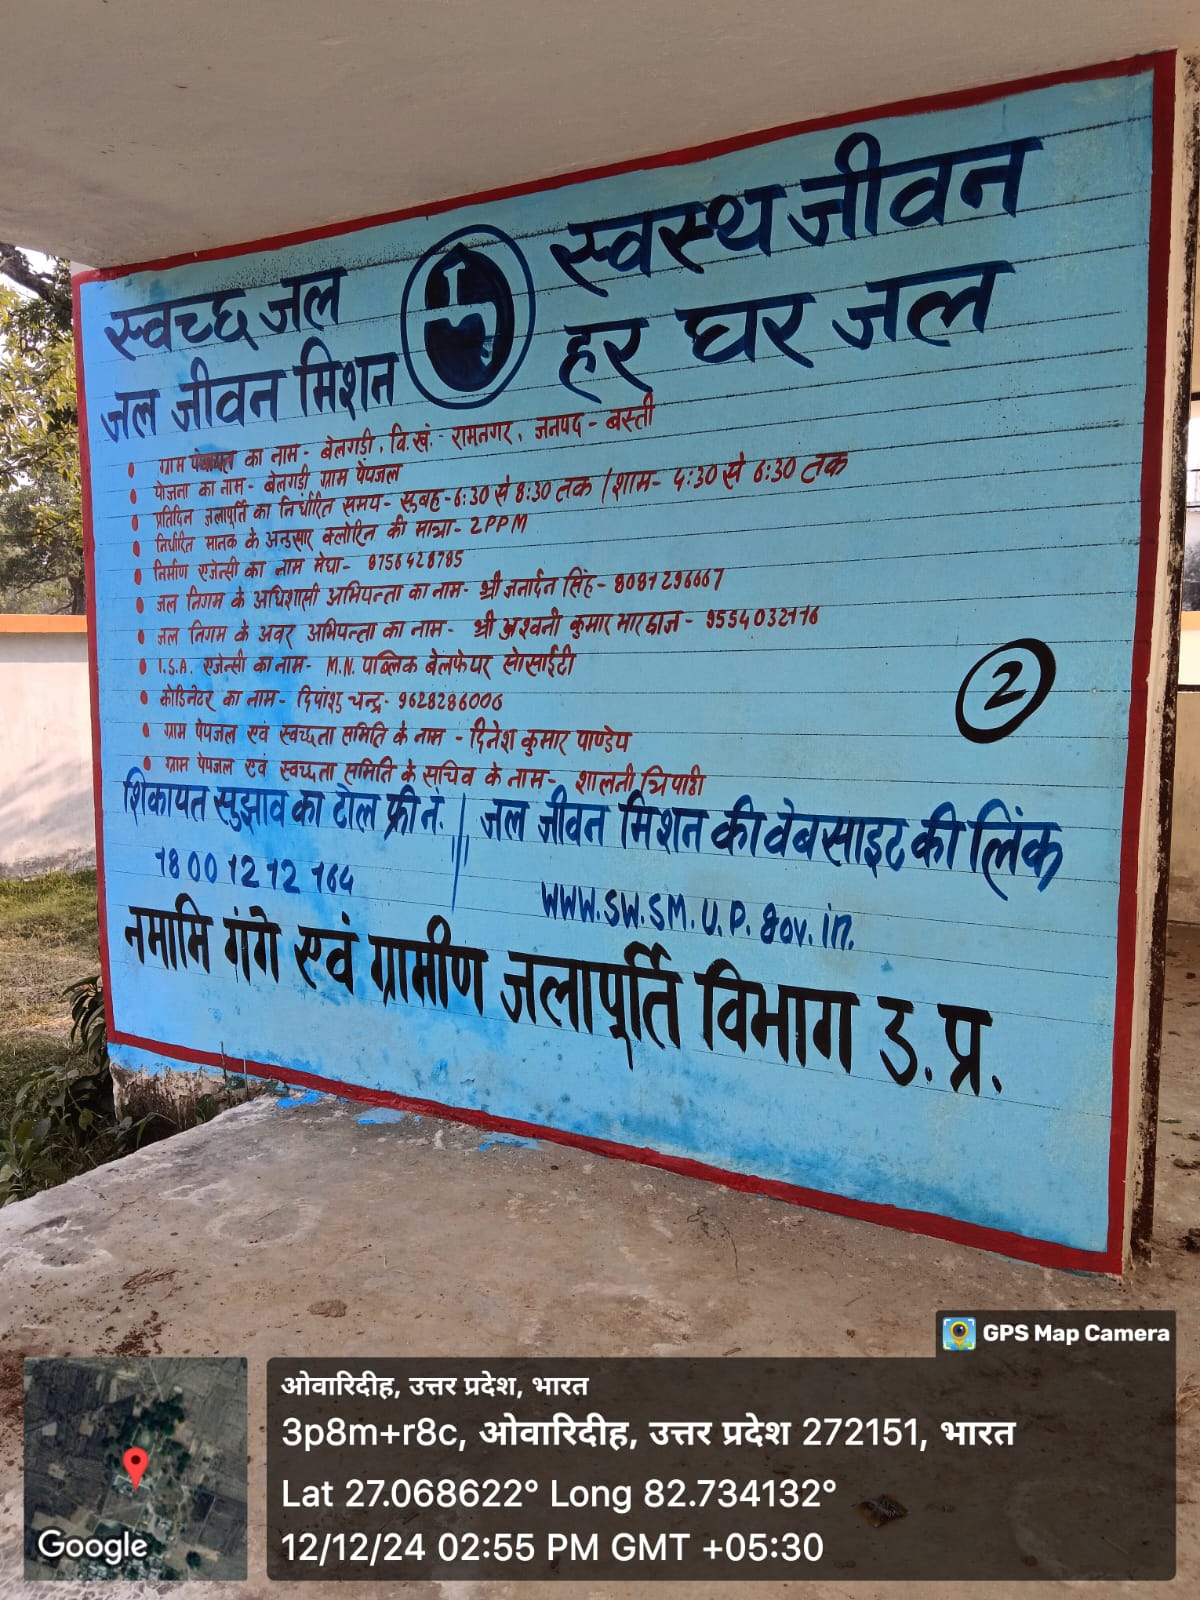 स्वच्छ जल
जल जीवन मिशन
स्वस्थ जीवन
हर घर जल
• ग्राम पंचायत का नाम - बेलगडी, वि.खं. - रामनगर, जनपद - बस्ती
• योजना का नाम - बेलगडी ग्राम पेयजल
• प्रतिदिन जलापूर्ति का निर्धारित समय - सुबह - 6:30 से 8:30 तक / शाम - 4:30 से 6:30 तक
• निर्धारित मानक के अनुसार क्लोरिन की मात्रा - 2PPM
• निर्माण एजेन्सी का नाम मेघा - 8756428785
• जल निगम के अधिशासी अभियन्ता का नाम - श्री जनार्दन सिंह - 8081296667
• जल निगम के अवर अभियन्ता का नाम - श्री अश्वनी कुमार भारद्वाज -
• I.S.A. एजेन्सी का नाम - M.N. पब्लिक बेलफेयर सोसाईटी
• कोडिनेटर का नाम - दिपांशु चन्द्र - 9628286006
• ग्राम पेयजल एवं स्वच्छता समिति के नाम - दिनेश कुमार पाण्डेय
• ग्राम पेयजल एवं स्वच्छता समिति के सचिव के नाम - शालनी त्रिपाठी
2
शिकायत सुझाव का टोल फ्री नं.
1800 12 12 164
जल जीवन मिशन की वेबसाइट की लिंक
WWW.SW.SM.U.P.gov.in.
नमामि गंगे एवं ग्रामीण जलापूर्ति विभाग उ.प्र.
GPS Map Camera
ओवारिदीह, उत्तर प्रदेश, भारत
3p8m+r8c, ओवारिदीह, उत्तर प्रदेश 272151, भारत
Lat 27.068622° Long 82.734132°
12/12/24 02:55 PM GMT +05:30
Google